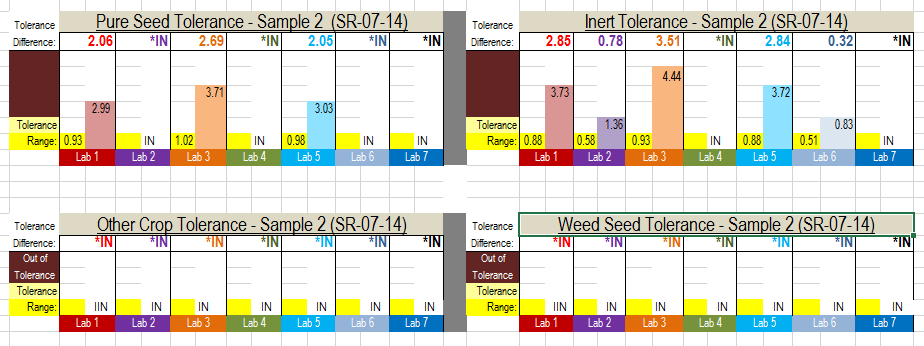 Tolerance Pure Seed Tolerance - Sample 2 (SR-07-14)
Difference: 2.06 *IN 2.69 *IN 2.05 *IN *IN
2.99 3.71 3.03
Tolerance
Range: 0.93 IN 1.02 IN 0.98 IN IN
Lab 1 Lab 2 Lab 3 Lab 4 Lab 5 Lab 6 Lab 7
Tolerance Inert Tolerance - Sample 2 (SR-07-14)
Difference: 2.85 0.78 3.51 *IN 2.84 0.32 *IN
3.73 1.36 4.44 3.72 0.83
Tolerance
Range: 0.88 0.58 0.93 IN 0.88 0.51 IN
Lab 1 Lab 2 Lab 3 Lab 4 Lab 5 Lab 6 Lab 7
Tolerance Other Crop Tolerance - Sample 2 (SR-07-14)
Difference: *IN *IN *IN *IN *IN *IN *IN
Out of
Tolerance
Tolerance
Range: IIN IN IN IN IN IN IN
Lab 1 Lab 2 Lab 3 Lab 4 Lab 5 Lab 6 Lab 7
Tolerance Weed Seed Tolerance - Sample 2 (SR-07-14)
Difference: *IN *IN *IN *IN *IN *IN *IN
Out of
Tolerance
Tolerance
Range: IIN IN IN IN IN IN IN
Lab 1 Lab 2 Lab 3 Lab 4 Lab 5 Lab 6 Lab 7